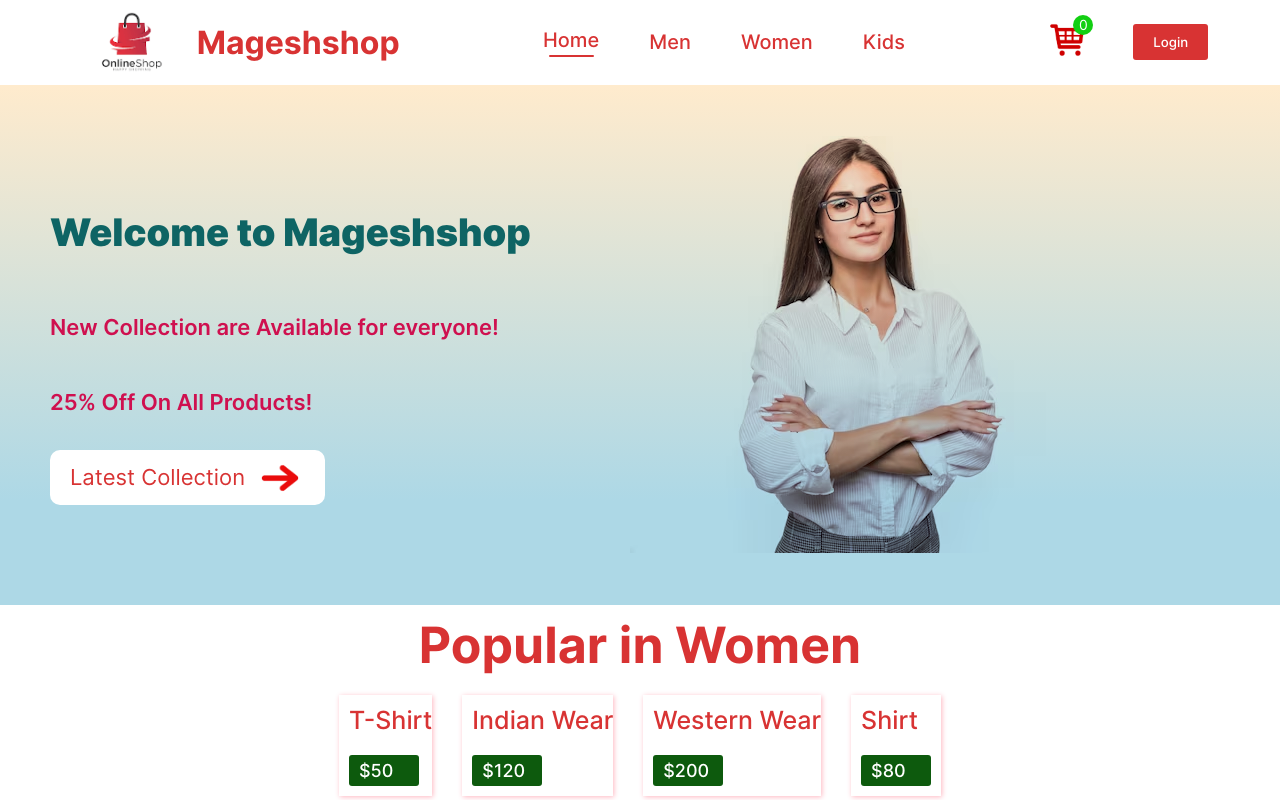 OnlineShop
Mageshshop
Home
Men
Women
Kids
0
Login
Welcome to Mageshshop
New Collection are Available for everyone!
25% Off On All Products!
Latest Collection
Popular in Women
T-Shirt
Indian Wear
Western Wear
Shirt
$50
$120
$200
$80